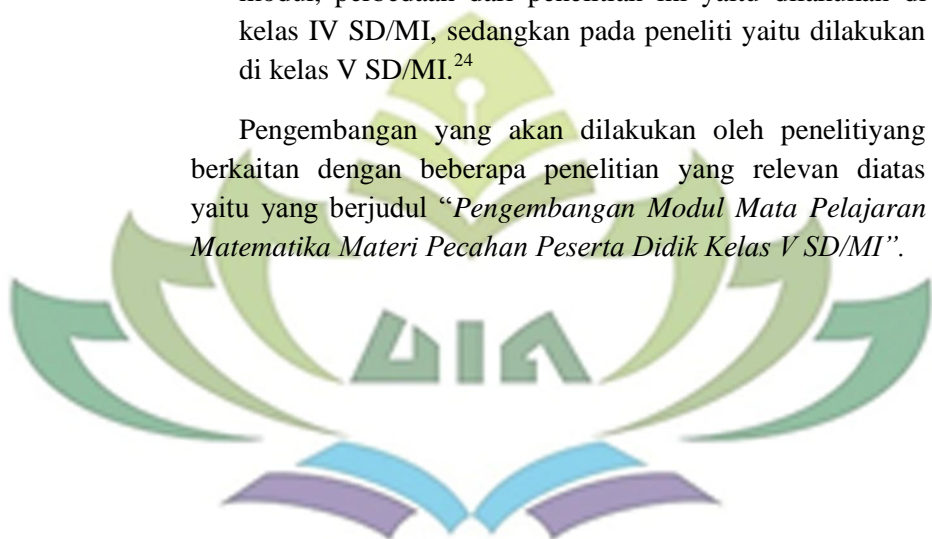 modul, perbedaan dari penelitian ini yaitu dilakukan di
kelas IV SD/MI, sedangkan pada peneliti yaitu dilakukan
di kelas V SD/MI.24
Pengembangan yang akan dilakukan oleh penelitiyang
berkaitan dengan beberapa penelitian yang relevan diatas
yaitu yang berjudul “Pengembangan Modul Mata Pelajaran
Matematika Materi Pecahan Peserta Didik Kelas V SD/MI”.
UIN